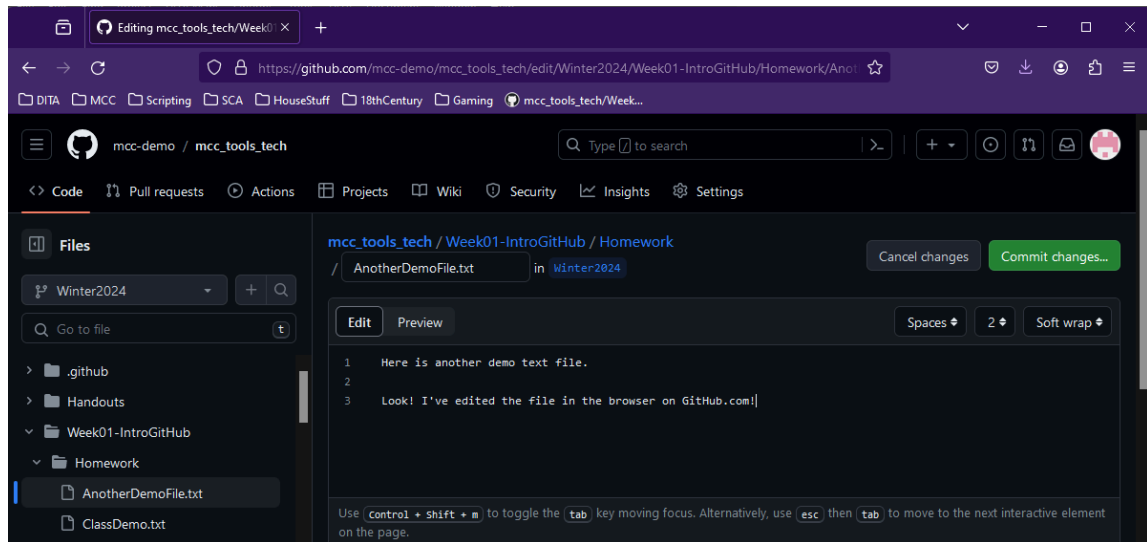 Editing mcc_tools_tech/Week0
https://github.com/mcc-demo/mcc_tools_tech/edit/Winter2024/Week01-IntroGitHub/Homework/Anot
DITA MCC Scripting SCA HouseStuff 18thCentury Gaming mcc_tools_tech/Week...
mcc-demo / mcc_tools_tech
Type / to search
Code Pull requests Actions Projects Wiki Security Insights Settings
Files
Winter2024
Go to file t
.github
Handouts
Week01-IntroGitHub
Homework
AnotherDemoFile.txt
ClassDemo.txt
mcc_tools_tech / Week01-IntroGitHub / Homework
/ AnotherDemoFile.txt in Winter2024
Cancel changes Commit changes...
Edit Preview Spaces 2 Soft wrap
1 Here is another demo text file.
2
3 Look! I've edited the file in the browser on GitHub.com!
Use Control + Shift + m to toggle the tab key moving focus. Alternatively, use esc then tab to move to the next interactive element
on the page.